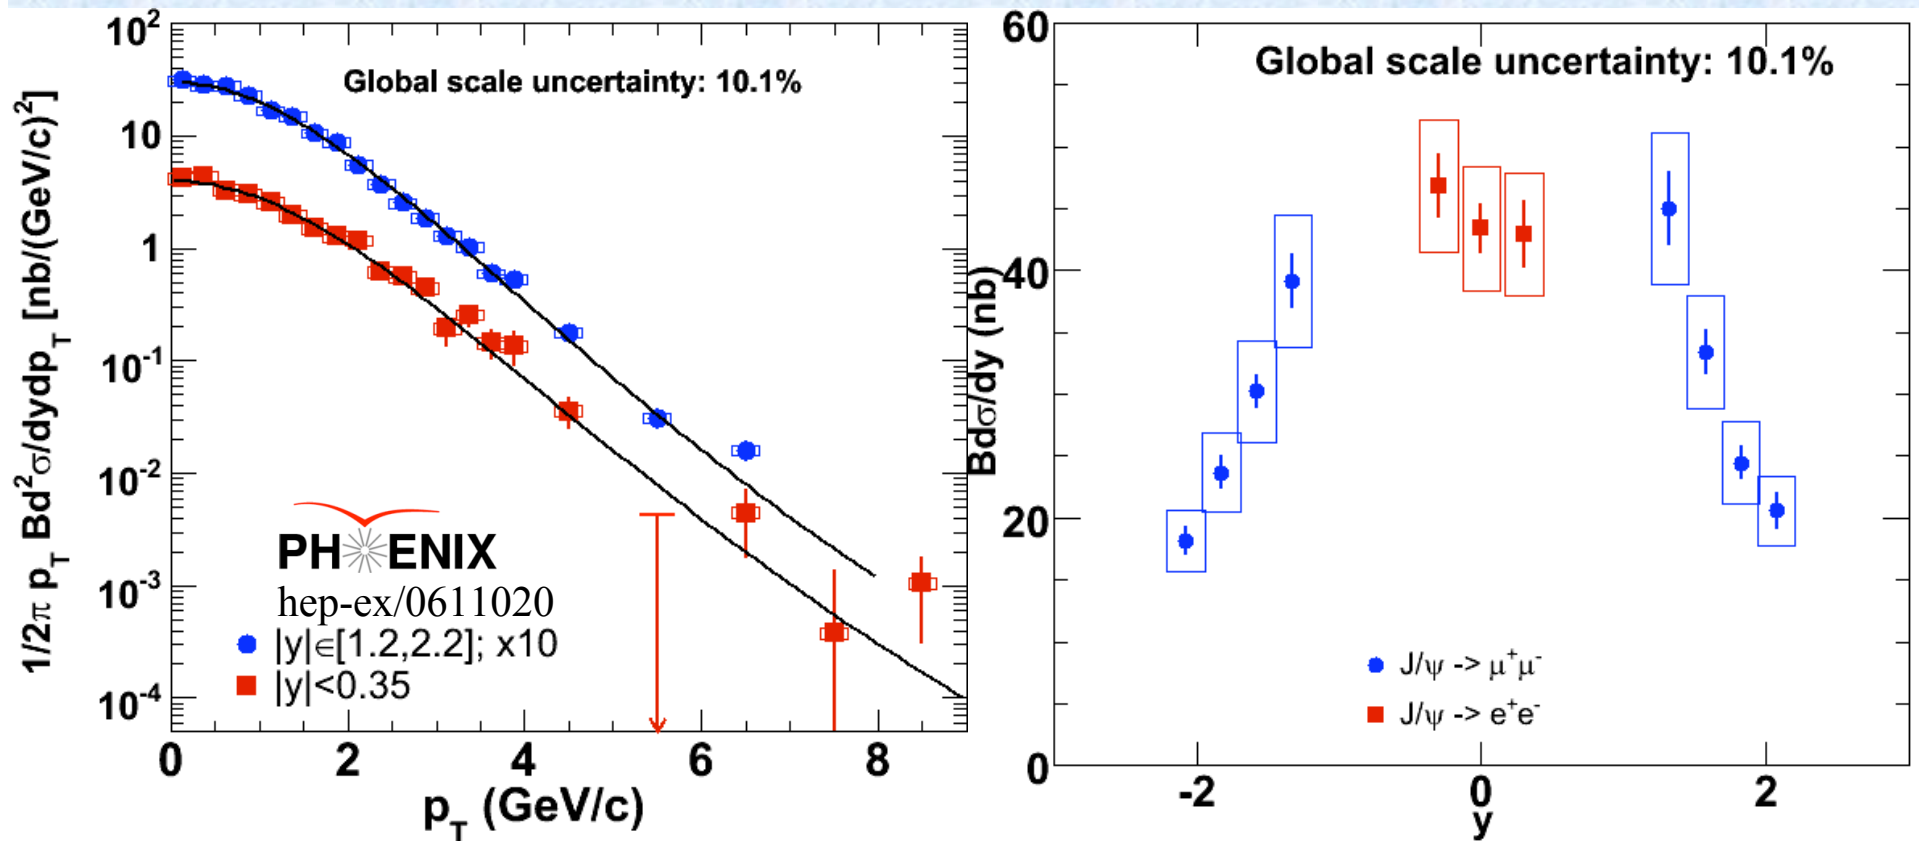 10²
10
1
10⁻¹
10⁻²
10⁻³
10⁻⁴
1/2π p_T Bd²σ/dydp_T [nb/(GeV/c)²]
Global scale uncertainty: 10.1%
PHENIX
hep-ex/0611020
|y|∈[1.2,2.2]; x10
|y|<0.35
0 2 4 6 8
p_T (GeV/c)
60
40
20
0
Bdσ/dy (nb)
Global scale uncertainty: 10.1%
J/ψ -> μ⁺μ⁻
J/ψ -> e⁺e⁻
-2 0 2
y